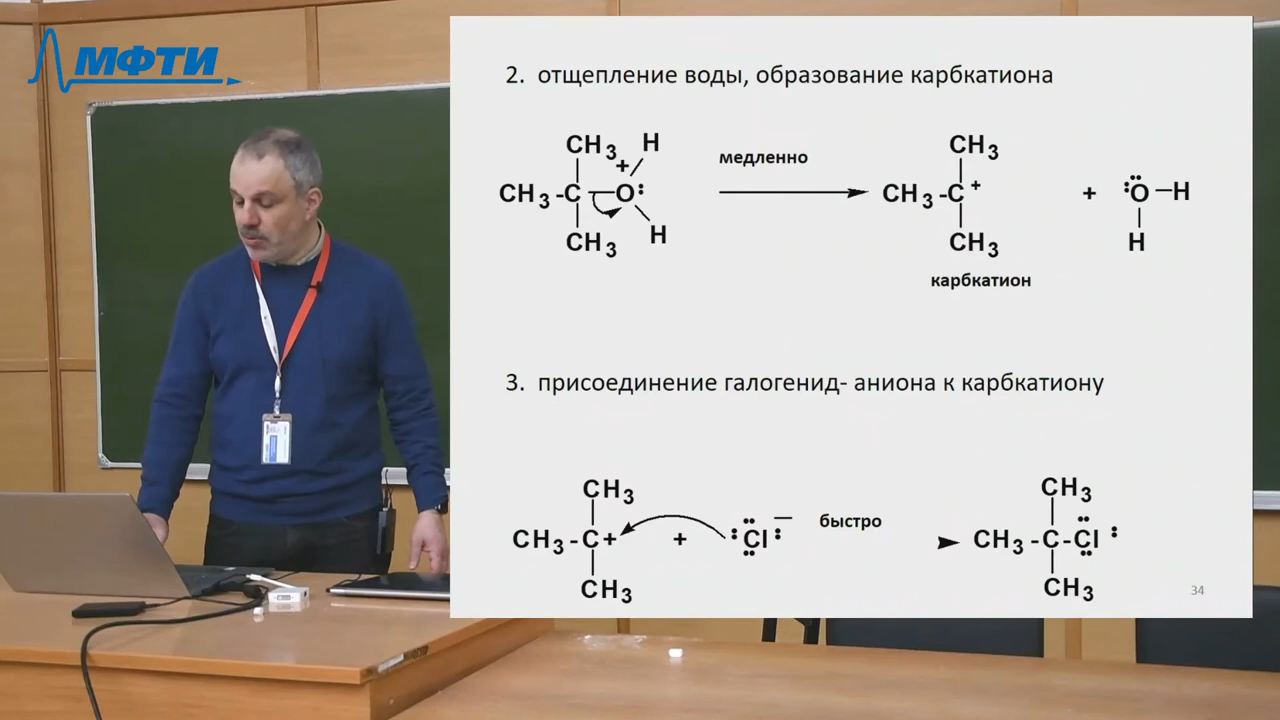 МФТИ
2. отщепление воды, образование карбкатиона
CH3 H
+
медленно
CH3
CH3-C—O:
CH3-C+
+
:O—H
CH3 H
CH3
H
карбкатион
3. присоединение галогенид- аниона к карбкатиону
CH3
CH3
быстро
CH3-C+
+
:Cl: —
CH3-C-Cl:
CH3
CH3
34